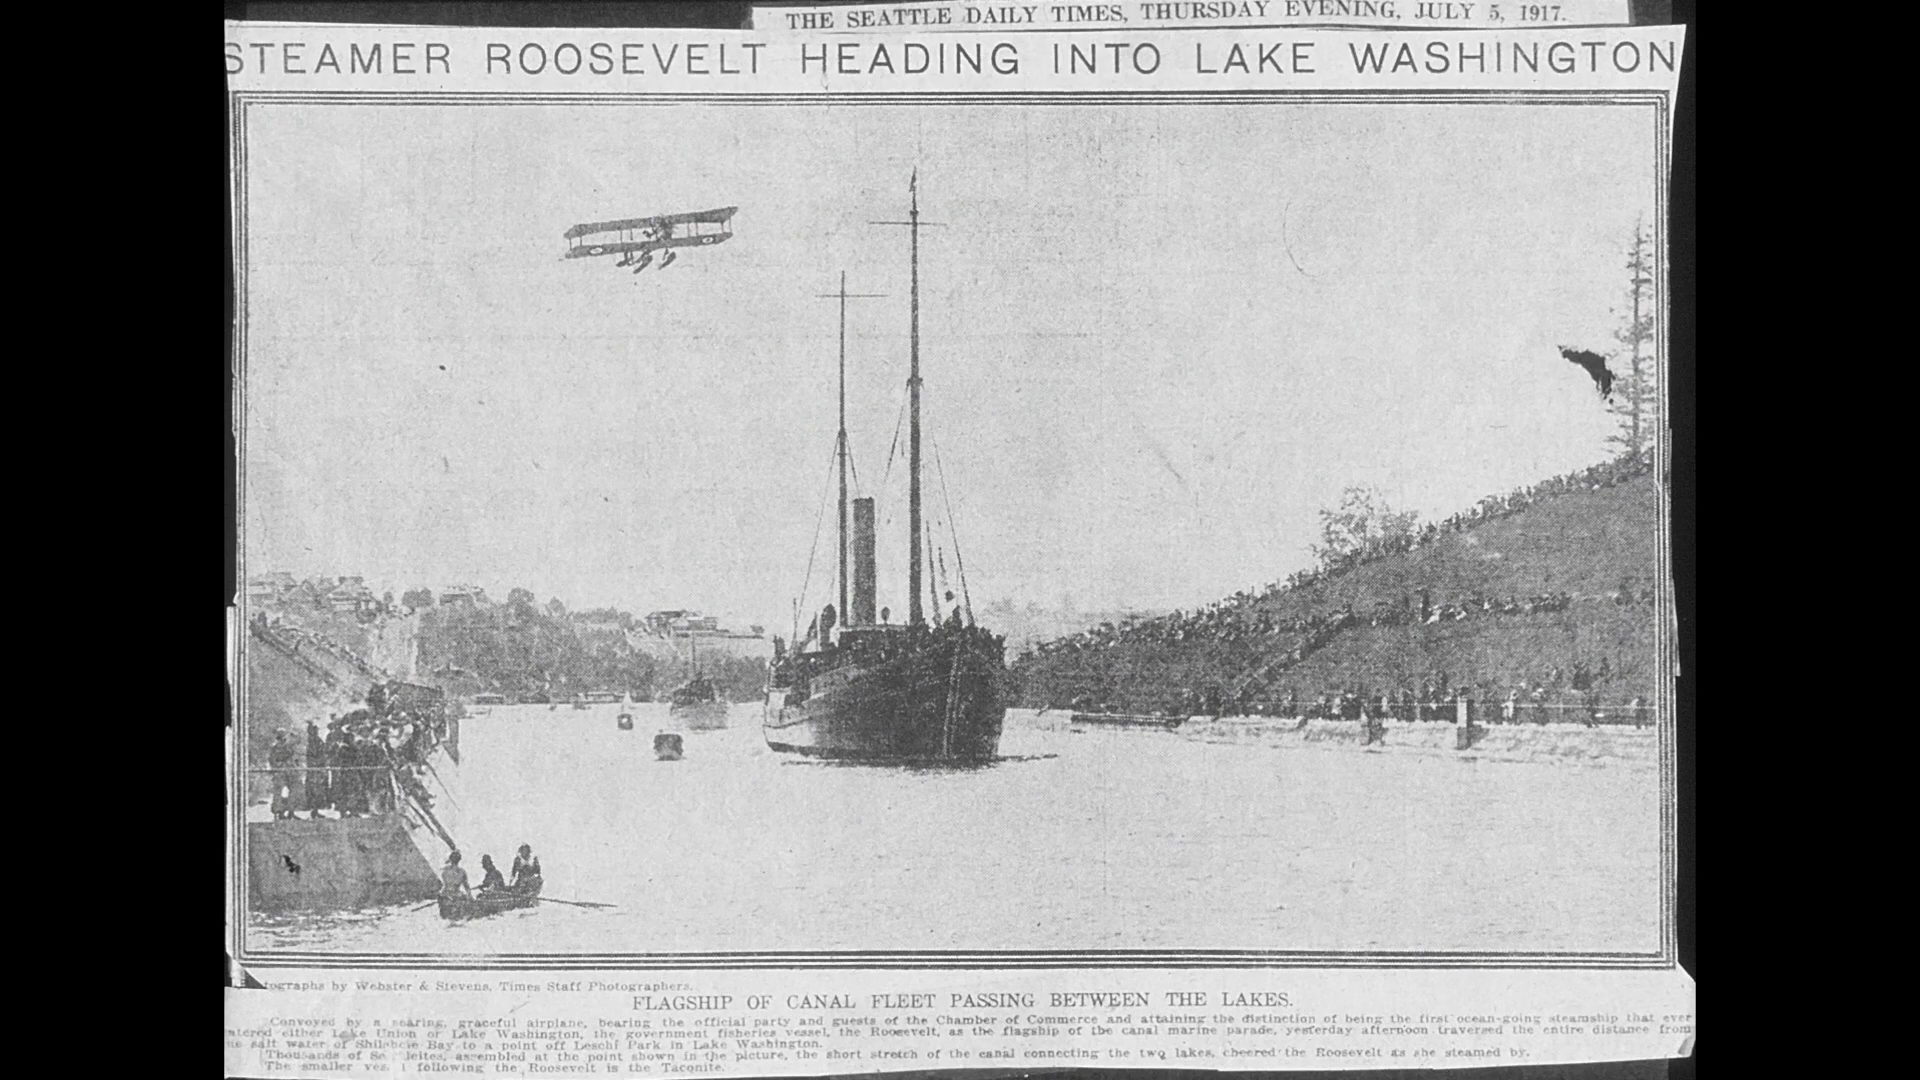 THE SEATTLE DAILY TIMES, THURSDAY EVENING, JULY 5, 1917.
STEAMER ROOSEVELT HEADING INTO LAKE WASHINGTON
tographs by Webster & Stevens, Times Staff Photographers.
FLAGSHIP OF CANAL FLEET PASSING BETWEEN THE LAKES.
Convoyed by a soaring, graceful airplane, bearing the official party and guests of the Chamber of Commerce and attaining the distinction of being the first ocean-going steamship that ever
ntered either Lake Union or Lake Washington, the government fisheries vessel, the Roosevelt, as the flagship of the canal marine parade, yesterday afternoon traversed the entire distance from
he salt water of Shilshole Bay to a point off Leschi Park in Lake Washington.
Thousands of Se leites, assembled at the point shown in the picture, the short stretch of the canal connecting the two lakes, cheered the Roosevelt as she steamed by.
The smaller ves l following the Roosevelt is the Taconite.